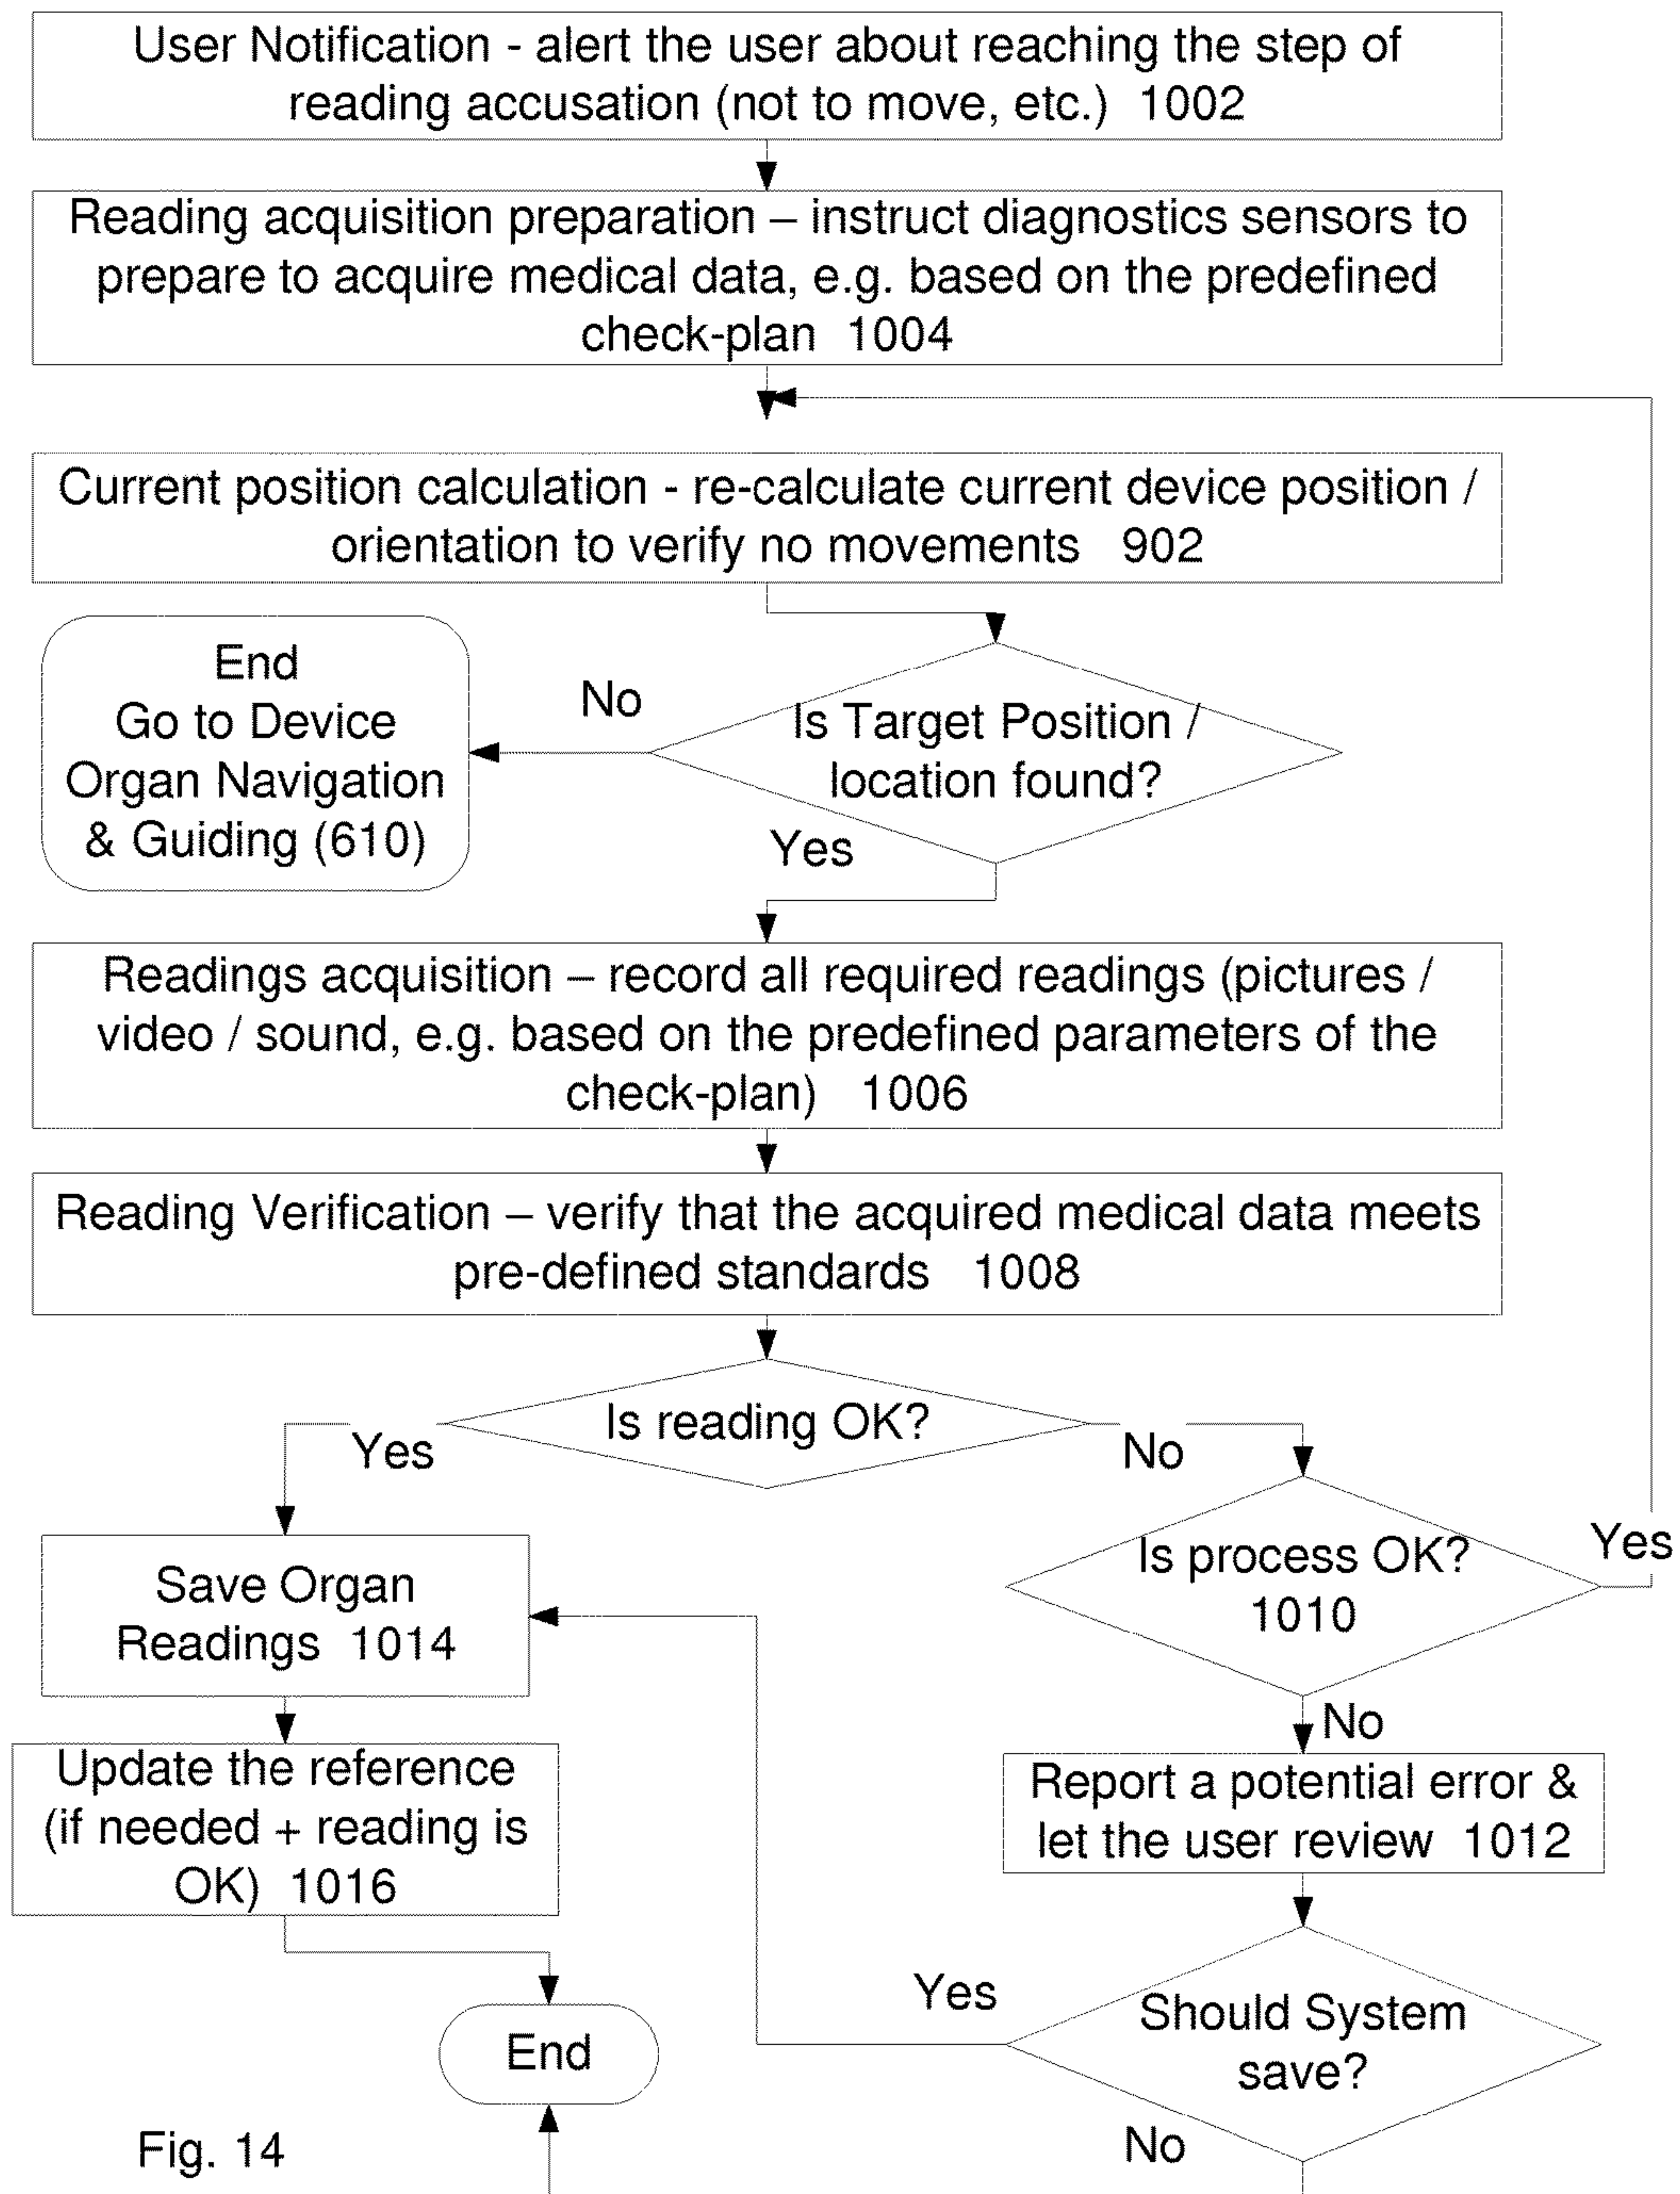 User Notification - alert the user about reaching the step of
reading accusation (not to move, etc.) 1002
Reading acquisition preparation – instruct diagnostics sensors to
prepare to acquire medical data, e.g. based on the predefined
check-plan 1004
Current position calculation - re-calculate current device position /
orientation to verify no movements 902
End
Go to Device
Organ Navigation
& Guiding (610)
No
Is Target Position /
location found?
Yes
Readings acquisition – record all required readings (pictures /
video / sound, e.g. based on the predefined parameters of the
check-plan) 1006
Reading Verification – verify that the acquired medical data meets
pre-defined standards 1008
Is reading OK?
Yes
No
Is process OK?
1010
Yes
Save Organ
Readings 1014
No
Update the reference
(if needed + reading is
OK) 1016
Report a potential error &
let the user review 1012
Yes
Should System
save?
End
No
Fig. 14